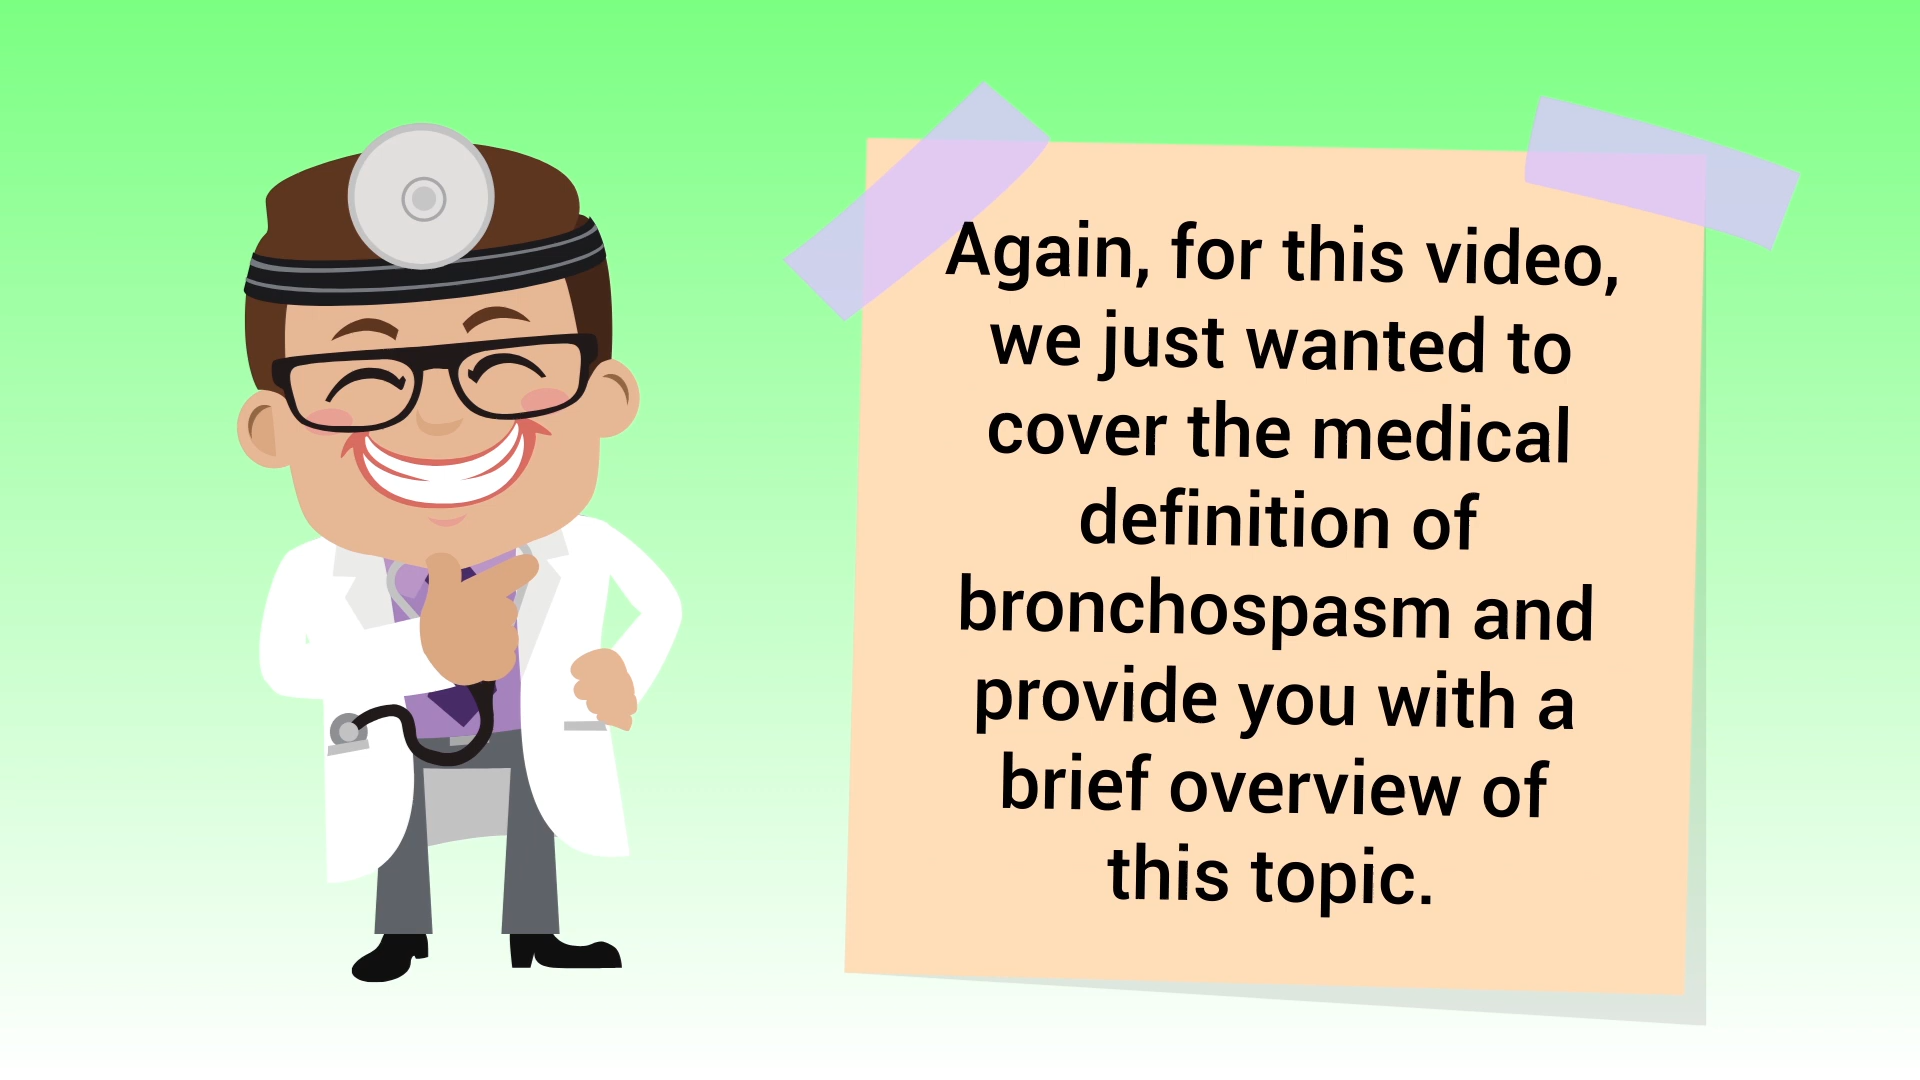 Again, for this video,
we just wanted to
cover the medical
definition of
bronchospasm and
provide you with a
brief overview of
this topic.